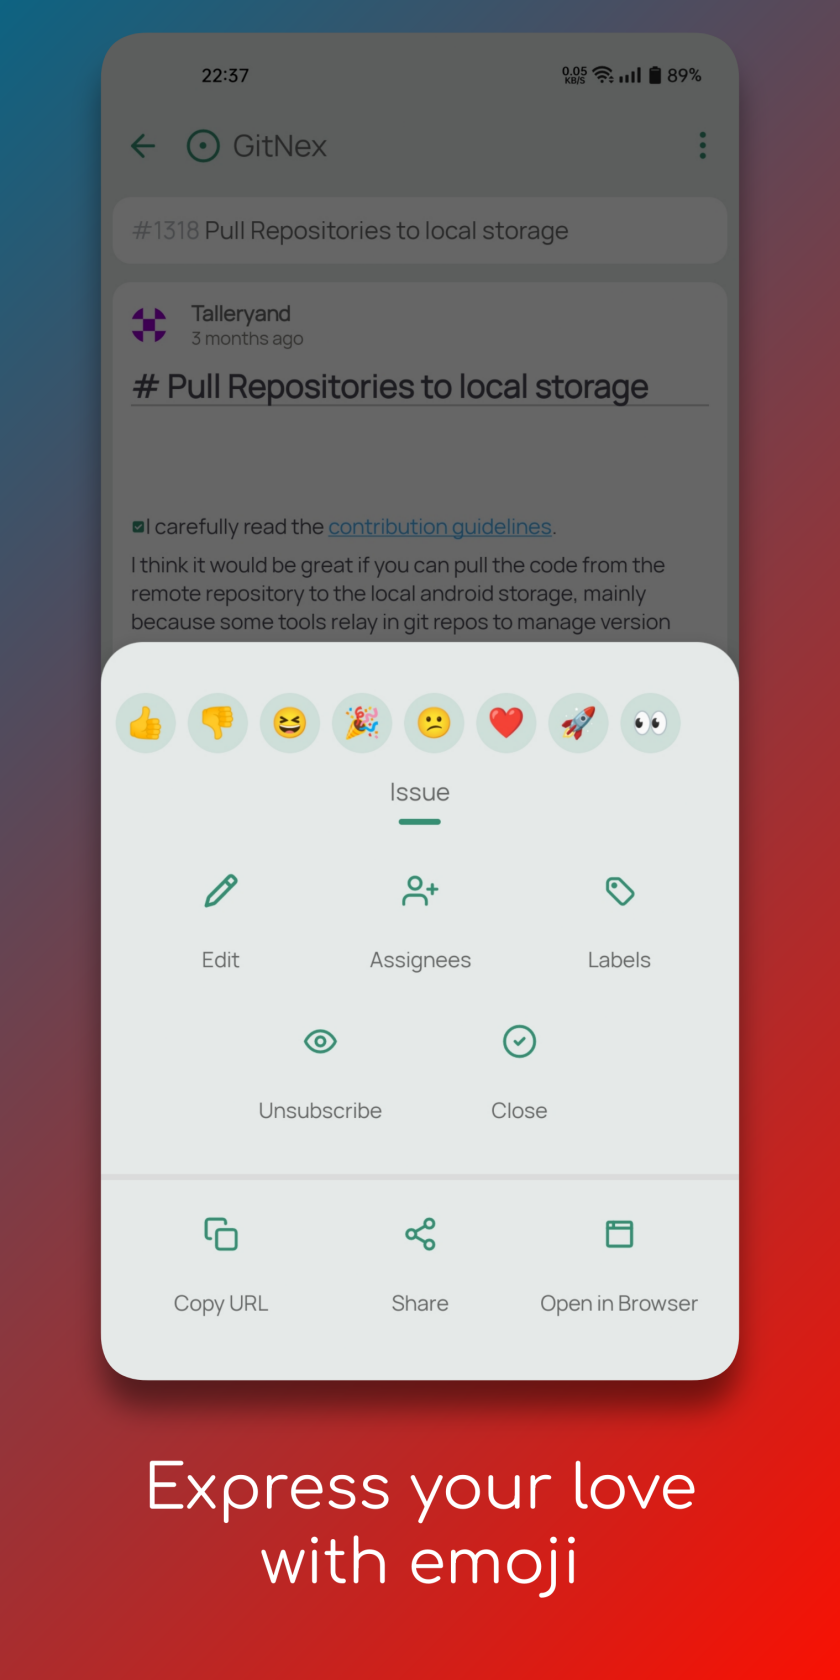 22:37
0.05
KB/S
89%
GitNex
#1318 Pull Repositories to local storage
Talleryand
3 months ago
# Pull Repositories to local storage
I carefully read the contribution guidelines.
I think it would be great if you can pull the code from the
remote repository to the local android storage, mainly
because some tools relay in git repos to manage version
Issue
Edit
Assignees
Labels
Unsubscribe
Close
Copy URL
Share
Open in Browser
Express your love
with emoji